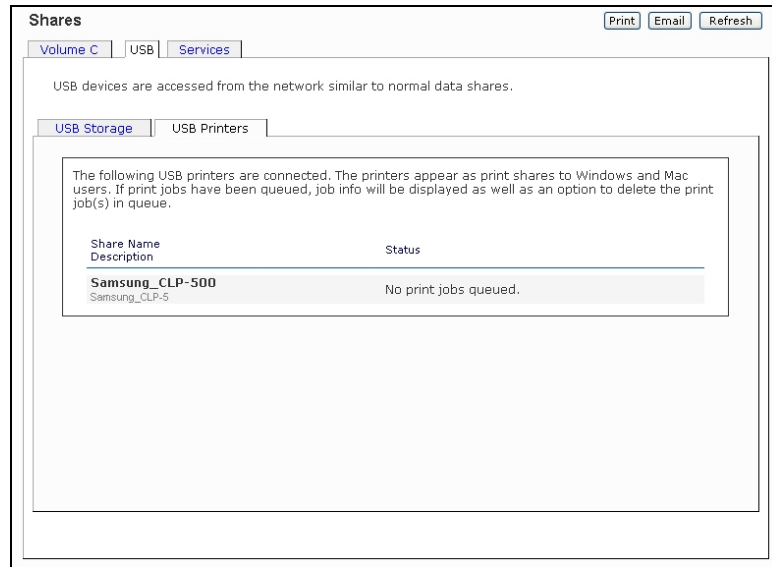 Shares
Print Email Refresh
Volume C USB Services
USB devices are accessed from the network similar to normal data shares.
USB Storage USB Printers
The following USB printers are connected. The printers appear as print shares to Windows and Mac
users. If print jobs have been queued, job info will be displayed as well as an option to delete the print
job(s) in queue.
Share Name
Description
Status
Samsung_CLP-500
Samsung_CLP-5
No print jobs queued.